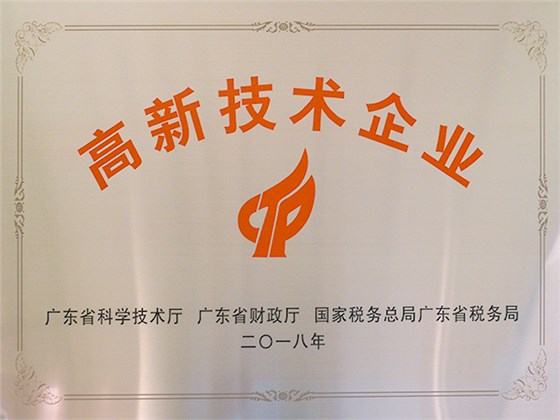 高新技术企业
广东省科学技术厅 广东省财政厅 国家税务总局广东省税务局
二〇一八年